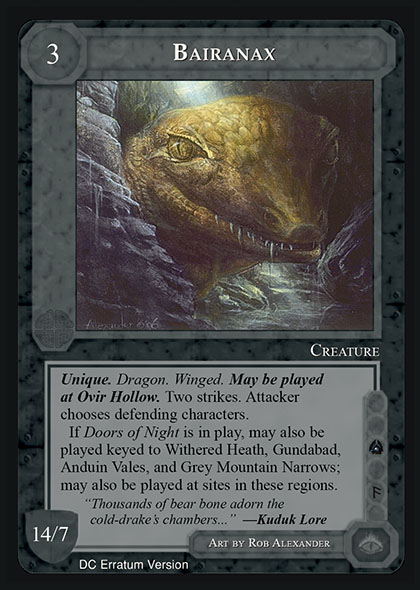 3
BAIRANAX
Alexander
CREATURE
Unique. Dragon. Winged. May be played
at Ovir Hollow. Two strikes. Attacker
chooses defending characters.
If Doors of Night is in play, may also be
played keyed to Withered Heath, Gundabad,
Anduin Vales, and Grey Mountain Narrows;
may also be played at sites in these regions.
“Thousands of bear bone adorn the
cold-drake’s chambers...” —Kuduk Lore
14/7
ART BY ROB ALEXANDER
DC Erratum Version